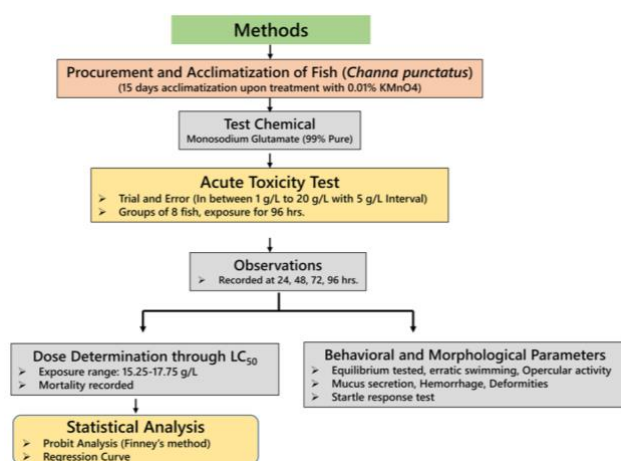 Methods
Procurement and Acclimatization of Fish (Channa punctatus)
(15 days acclimatization upon treatment with 0.01% KMnO4)
Test Chemical
Monosodium Glutamate (99% Pure)
Acute Toxicity Test
➢ Trial and Error (In between 1 g/L to 20 g/L with 5 g/L Interval)
➢ Groups of 8 fish, exposure for 96 hrs.
Observations
➢ Recorded at 24, 48, 72, 96 hrs.
Dose Determination through LC₅₀
➢ Exposure range: 15.25-17.75 g/L
➢ Mortality recorded
Behavioral and Morphological Parameters
➢ Equilibrium tested, erratic swimming, Opercular activity
➢ Mucus secretion, Hemorrhage, Deformities
➢ Startle response test
Statistical Analysis
➢ Probit Analysis (Finney's method)
➢ Regression Curve